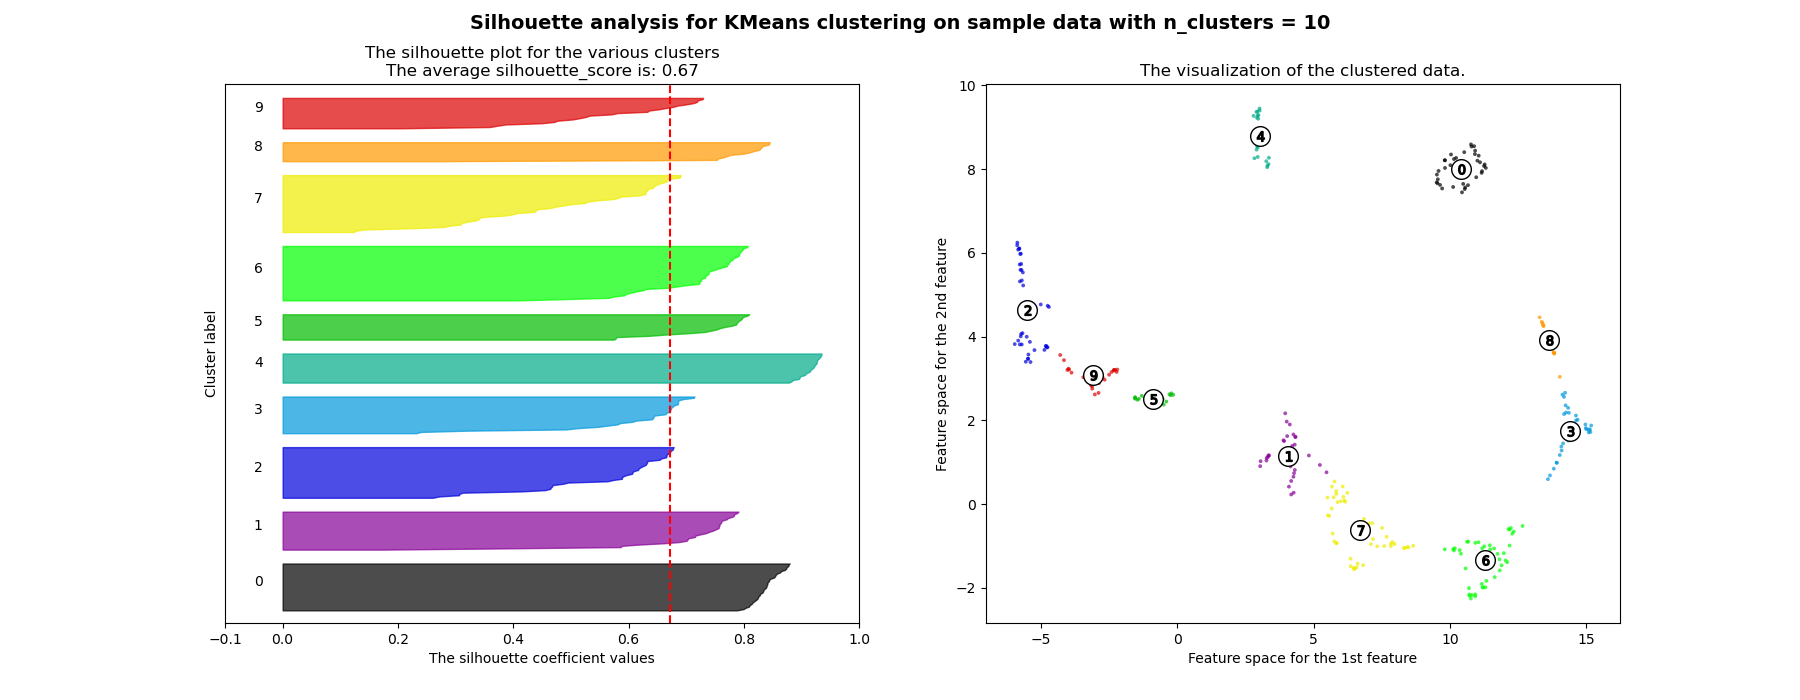 Silhouette analysis for KMeans clustering on sample data with n_clusters = 10
The silhouette plot for the various clusters
The average silhouette_score is: 0.67
9
8
7
6
5
4
3
2
1
0
Cluster label
−0.1 0.0 0.2 0.4 0.6 0.8 1.0
The silhouette coefficient values
The visualization of the clustered data.
10
8
6
4
2
0
−2
Feature space for the 2nd feature
4
0
2
8
9
5
3
1
7
6
−5 0 5 10 15
Feature space for the 1st feature